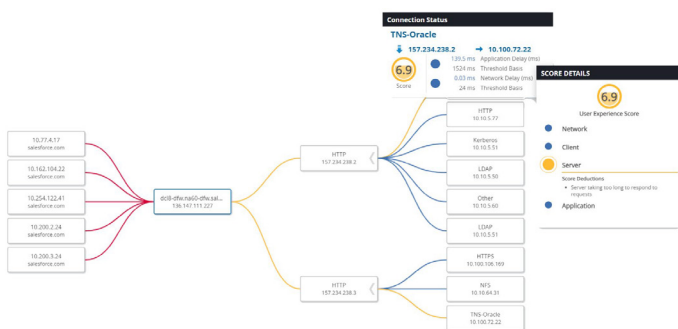 Connection Status
TNS-Oracle
157.234.238.2
10.100.72.22
6.9
Score
139.5 ms Application Delay (ms)
1524 ms Threshold Basis
0.03 ms Network Delay (ms)
24 ms Threshold Basis
SCORE DETAILS
6.9
User Experience Score
Network
Client
Server
Score Deductions
Server taking too long to respond to
requests
Application
10.77.4.17
salesforce.com
10.162.104.22
salesforce.com
10.254.122.41
salesforce.com
10.200.2.24
salesforce.com
10.200.3.24
salesforce.com
dci8-dfw.na60-dfw.sal...
136.147.111.227
HTTP
157.234.238.2
HTTP
157.234.238.3
HTTP
10.10.5.77
Kerberos
10.10.5.51
LDAP
10.10.5.50
Other
10.10.5.60
LDAP
10.10.5.51
HTTPS
10.100.106.169
NFS
10.10.64.31
TNS-Oracle
10.100.72.22